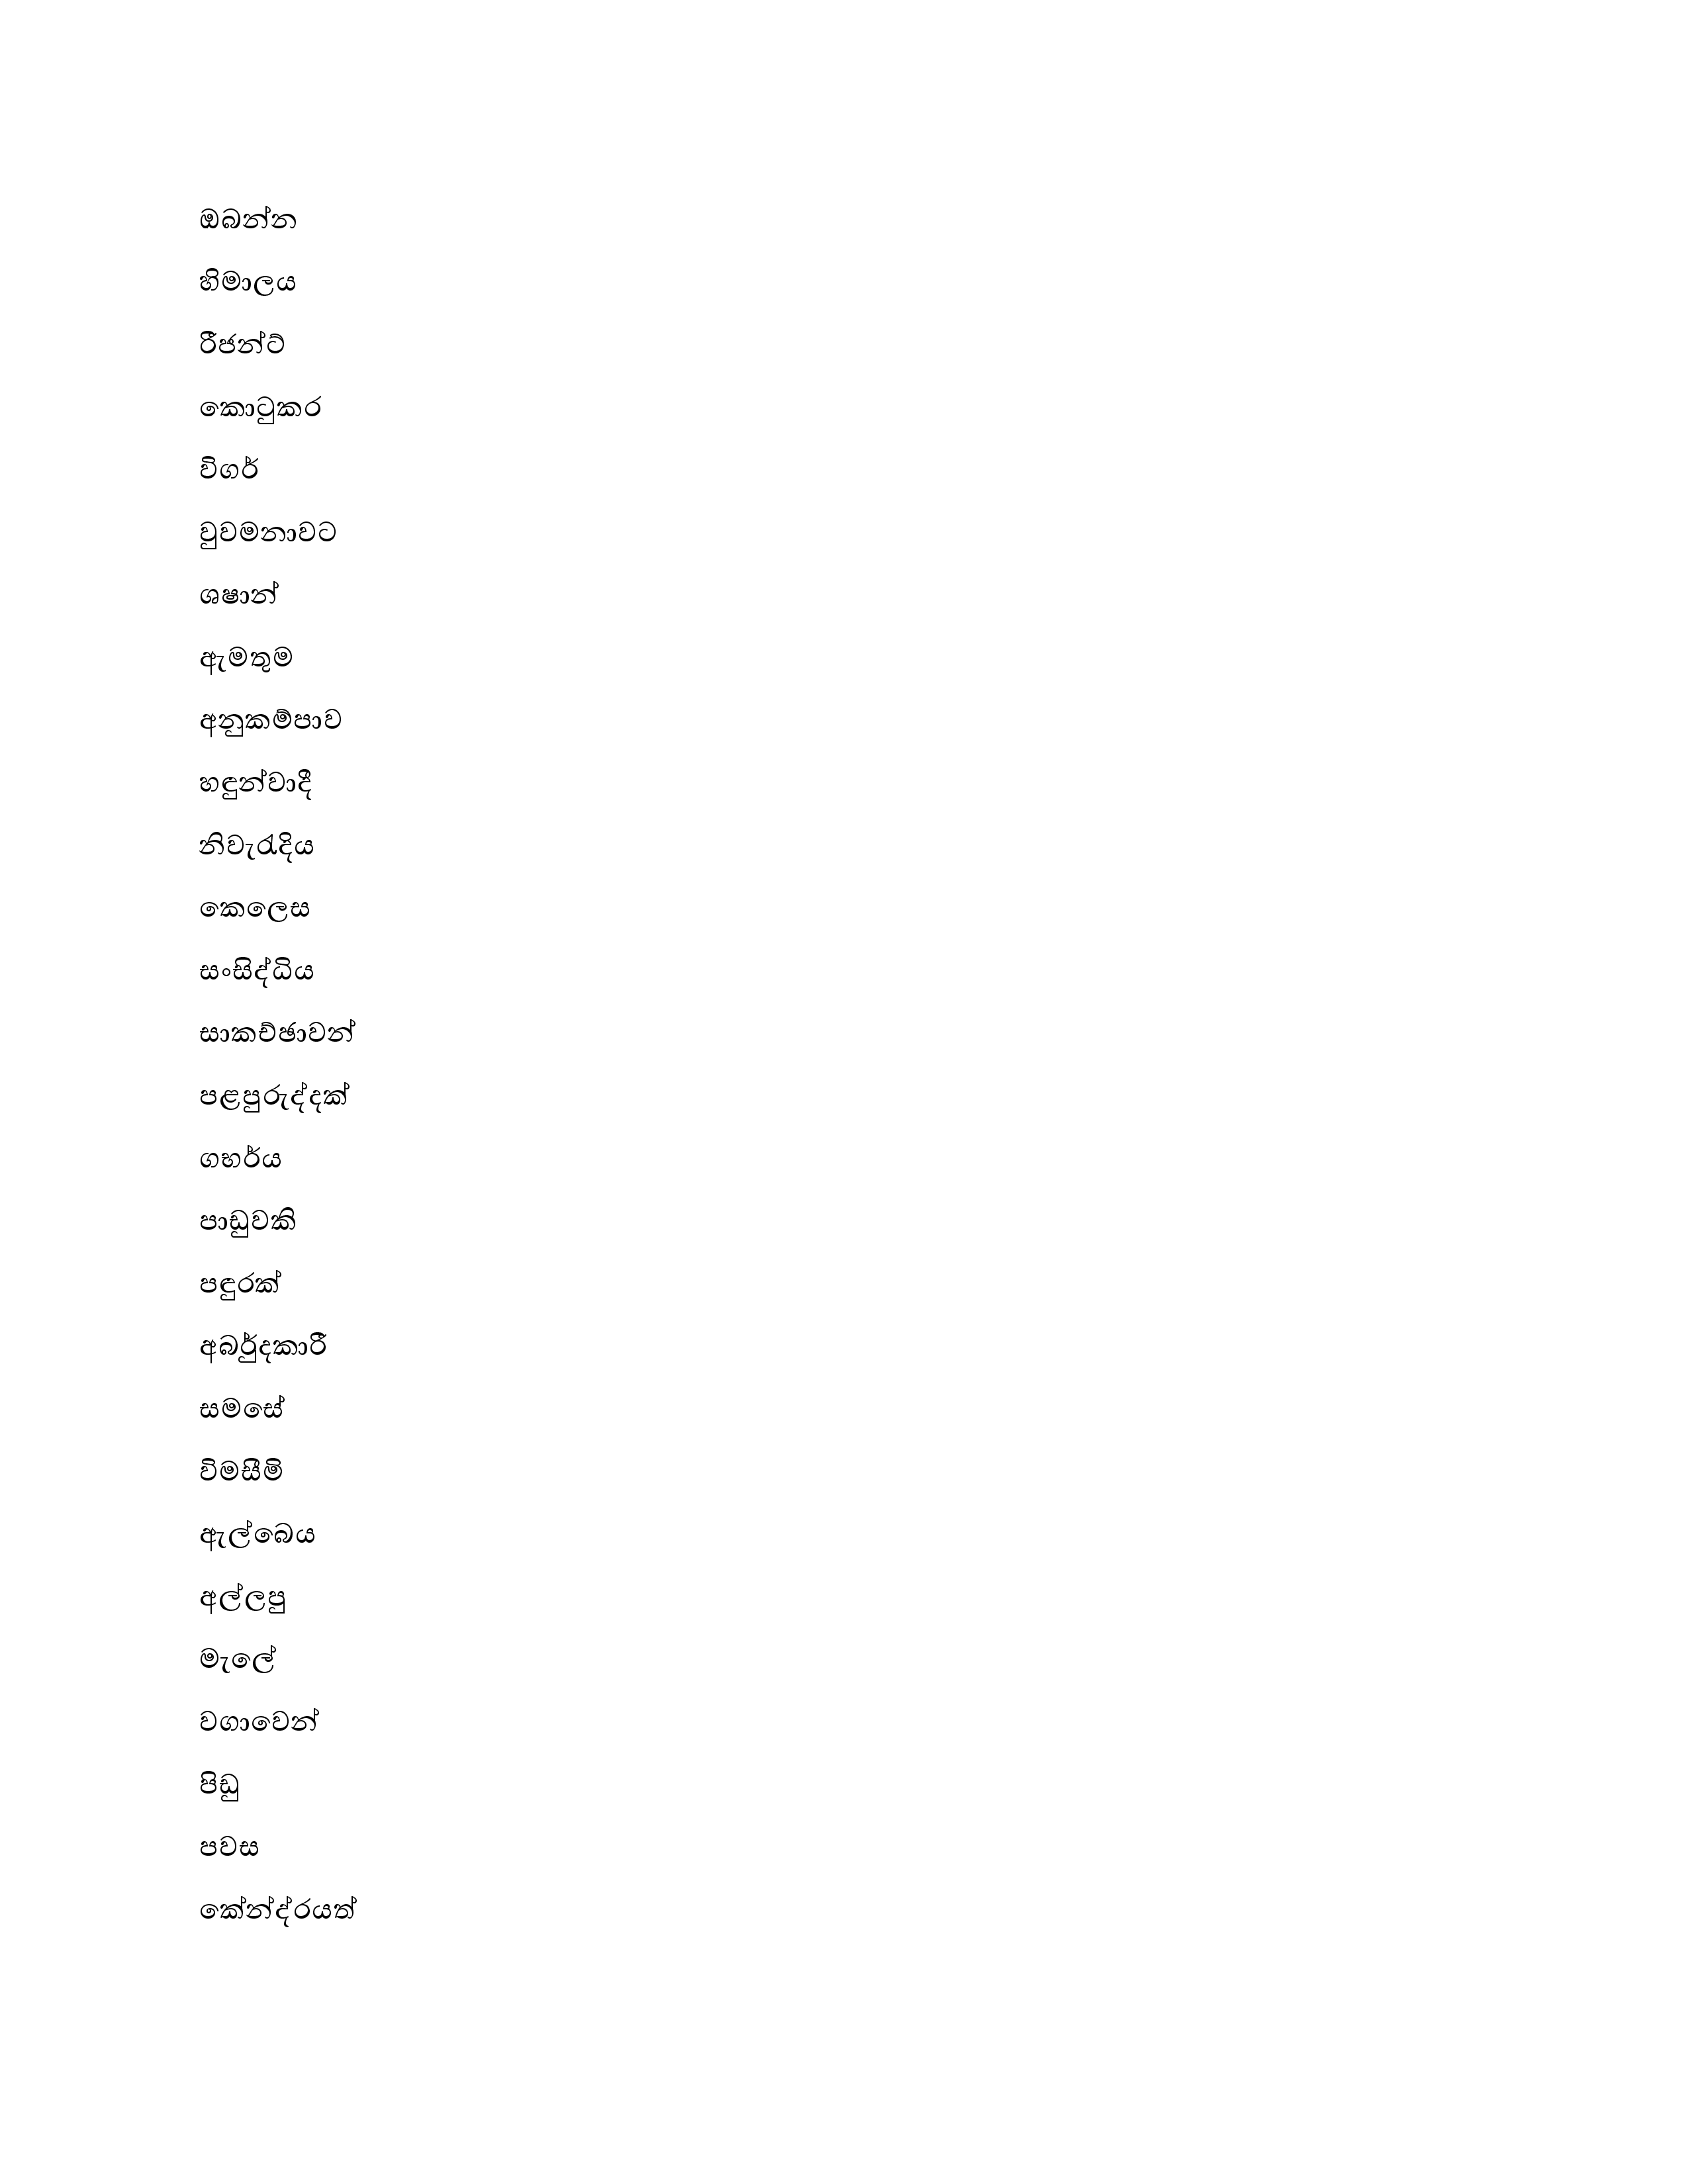 ඔබන්න
හිමාලය
රීජන්ට්
කොටුකර
විගර්
වුවමනාවට
ශෂාන්
ඇමතුම
අනුකම්පාව
හඳුන්වාදී
නිවැරැදිය
කෙලෙස
සංසිද්ධිය
සාකච්ඡාවන්
පළපුරුද්දක්
ගභර්ය
පාඩුවකි
පඳුරක්
අබර්ුදකාරී
සමසේ
විමසීමි
ඇල්බෙය
අල්ලපු
මැලේ
වගාවෙන්
පිඩු
පවස
කේන්ද්රයත්